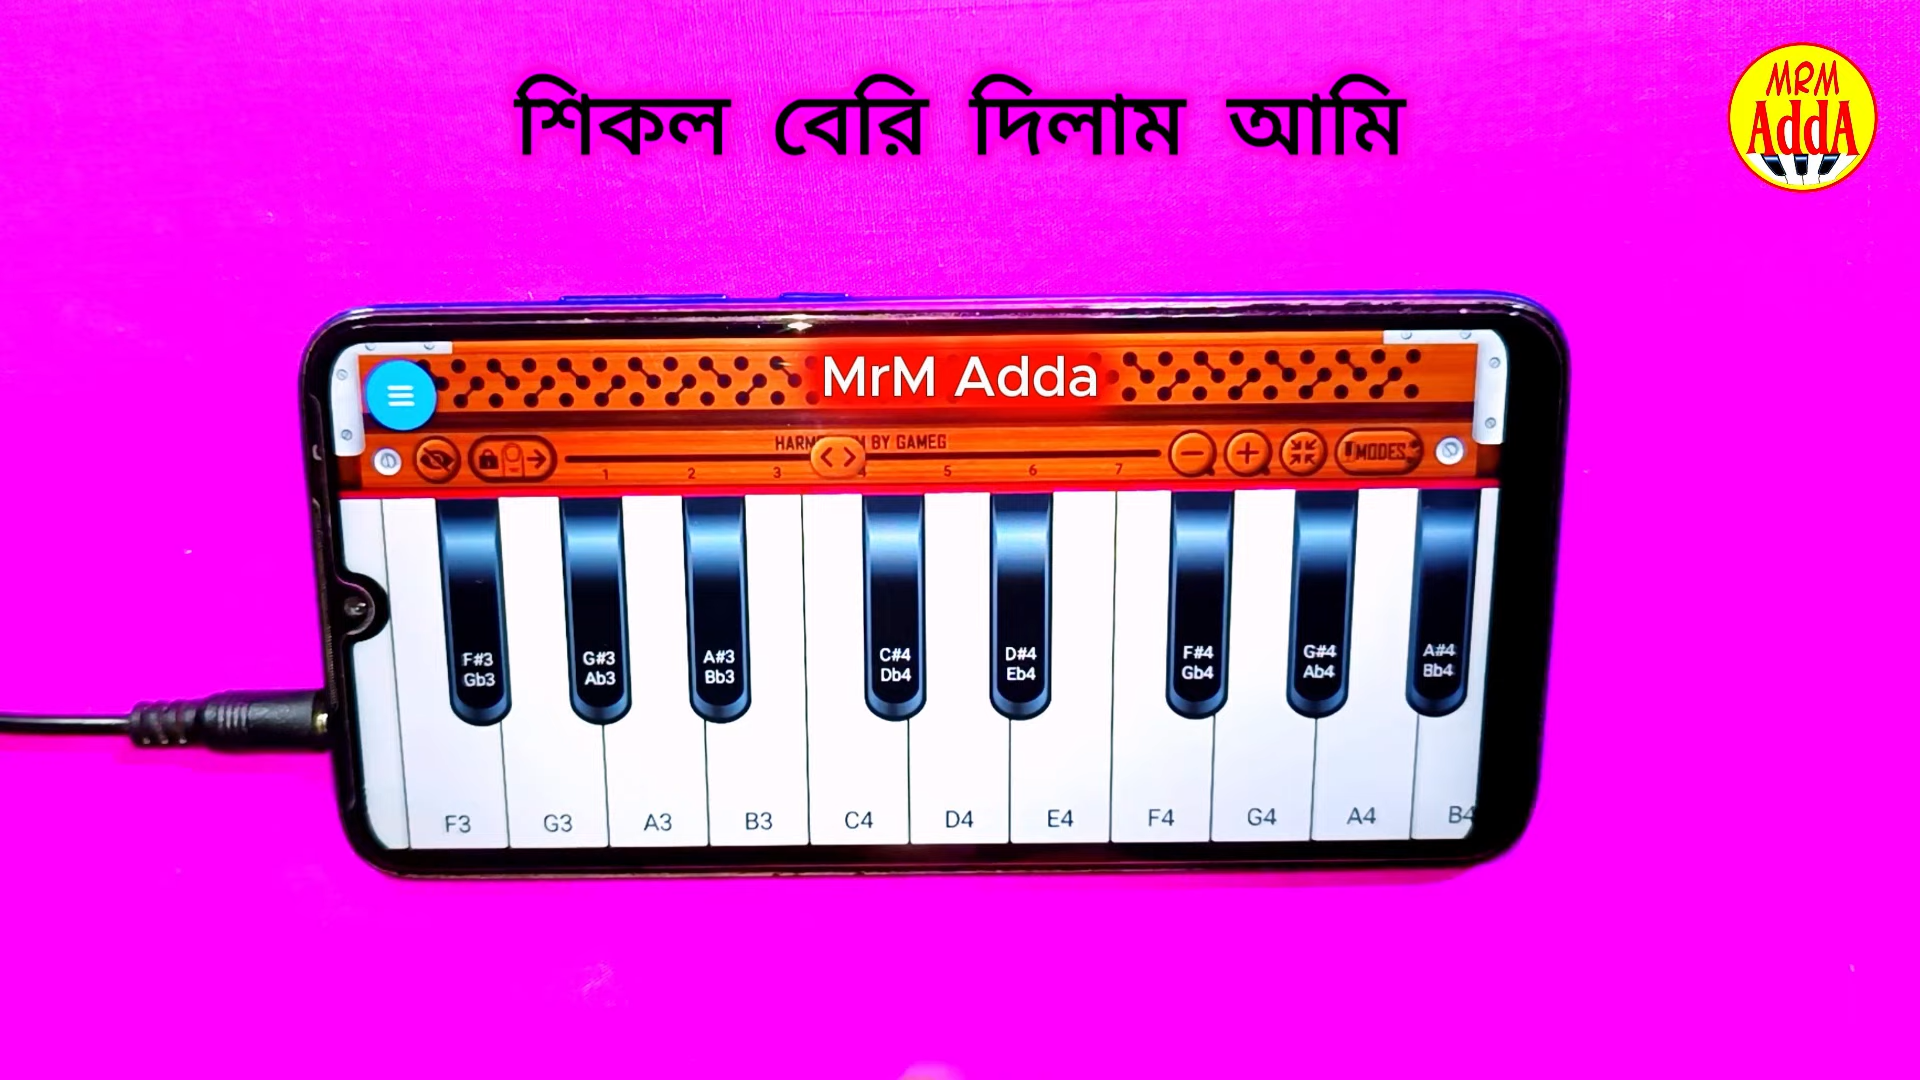 শিকল বেরি দিলাম আমি
MRM
AddA
MrM Adda
BY GAMEG
1 2 3 4 5 6 7
MODES
F#3 G#3 A#3 C#4 D#4 F#4 G#4 A#4
Gb3 Ab3 Bb3 Db4 Eb4 Gb4 Ab4 Bb4
F3 G3 A3 B3 C4 D4 E4 F4 G4 A4 B4